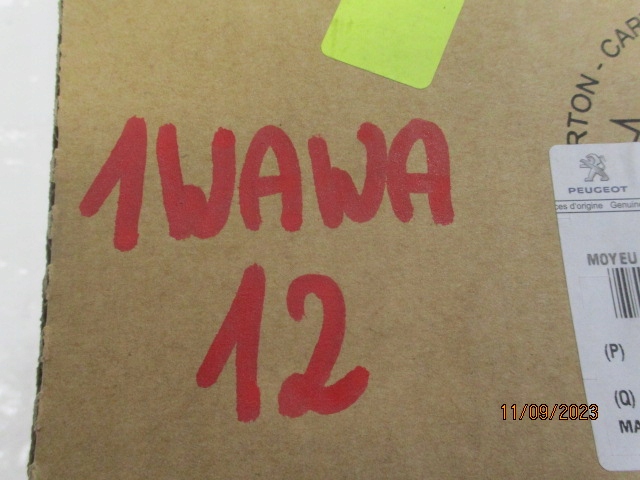 1WAWA
12
RTON - CAR
PEUGEOT
ces d'origine Genuine
MOYEU
(P)
(Q)
MA
11/09/2023